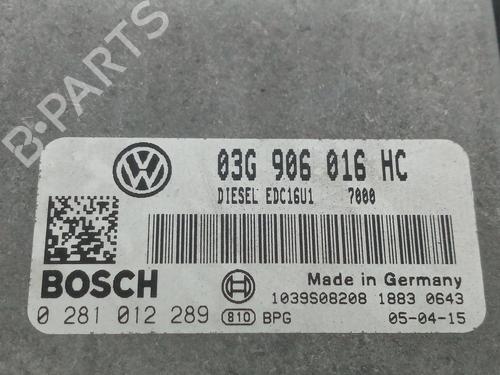 B-PARTS
03G 906 016 HC
DIESEL EDC16U1 7000
BOSCH
Made in Germany
1039S08208 1883 0643
0 281 012 289 810 BPG 05-04-15